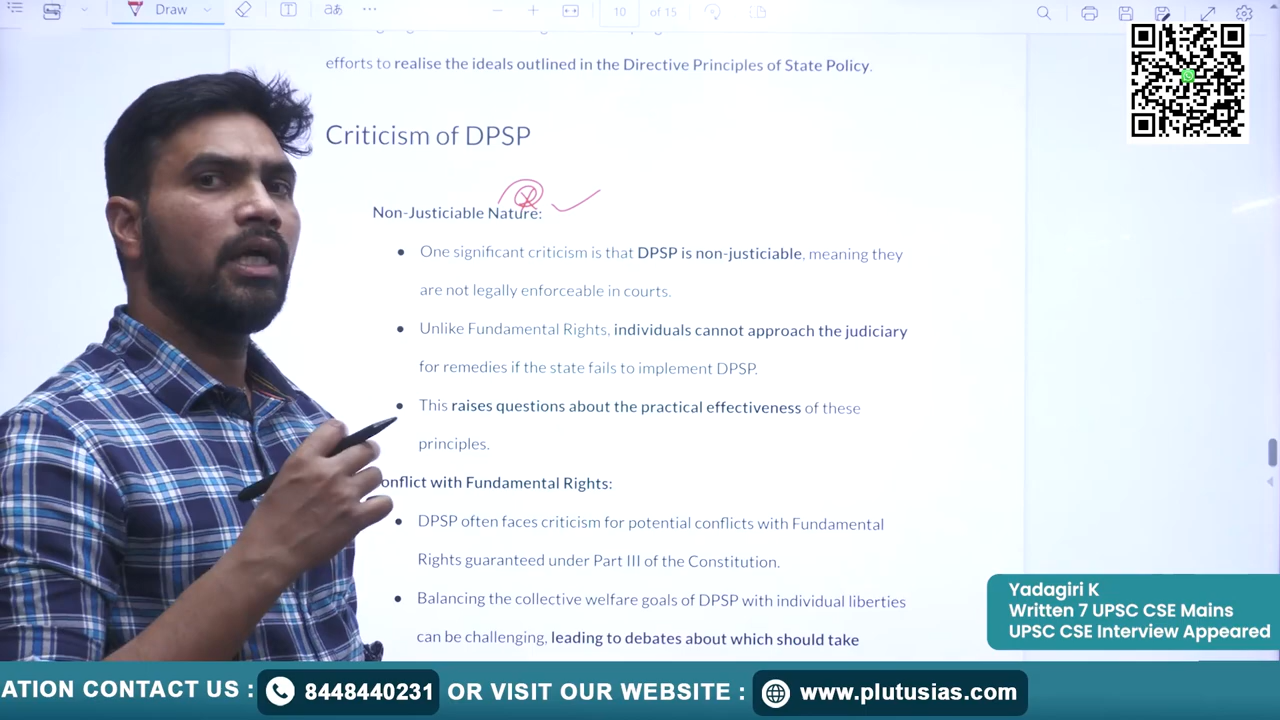 Draw
aあ
10 of 15
efforts to realise the ideals outlined in the Directive Principles of State Policy.
Criticism of DPSP
Non-Justiciable Nature:
One significant criticism is that DPSP is non-justiciable, meaning they
are not legally enforceable in courts.
Unlike Fundamental Rights, individuals cannot approach the judiciary
for remedies if the state fails to implement DPSP.
This raises questions about the practical effectiveness of these
principles.
onflict with Fundamental Rights:
DPSP often faces criticism for potential conflicts with Fundamental
Rights guaranteed under Part III of the Constitution.
Balancing the collective welfare goals of DPSP with individual liberties
can be challenging, leading to debates about which should take
Yadagiri K
Written 7 UPSC CSE Mains
UPSC CSE Interview Appeared
ATION CONTACT US : 8448440231 OR VISIT OUR WEBSITE : www.plutusias.com